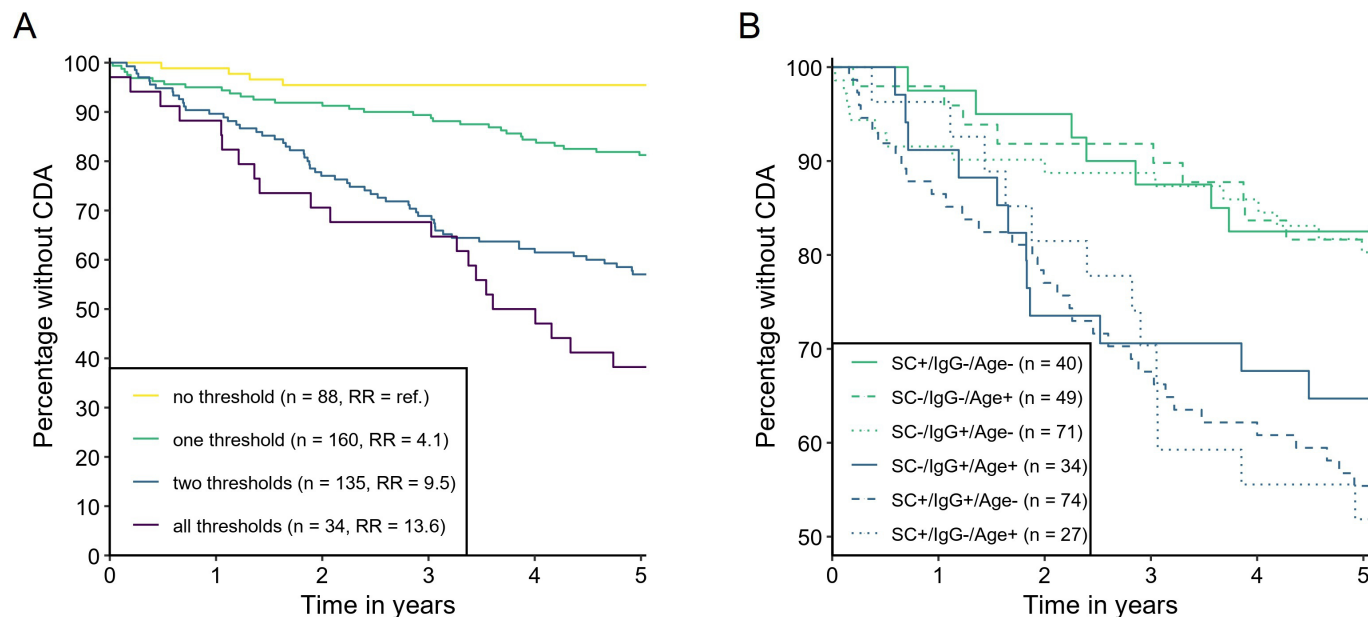 A
Percentage without CDA
100
90
80
70
60
50
40
30
20
10
0
no threshold (n = 88, RR = ref.)
one threshold (n = 160, RR = 4.1)
two thresholds (n = 135, RR = 9.5)
all thresholds (n = 34, RR = 13.6)
0 1 2 3 4 5
Time in years
B
Percentage without CDA
100
90
80
70
60
50
SC+/IgG-/Age- (n = 40)
SC-/IgG-/Age+ (n = 49)
SC-/IgG+/Age- (n = 71)
SC-/IgG+/Age+ (n = 34)
SC+/IgG+/Age- (n = 74)
SC+/IgG-/Age+ (n = 27)
0 1 2 3 4 5
Time in years